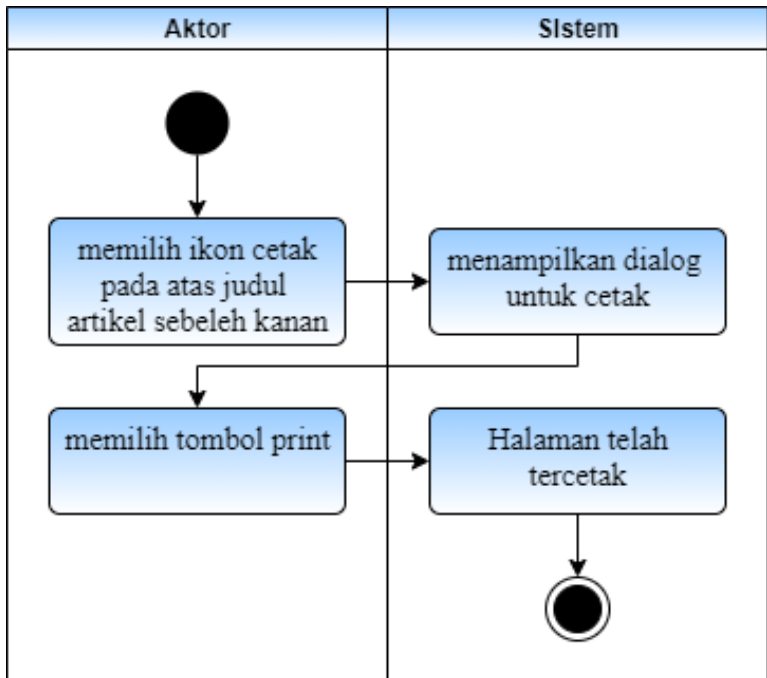 Aktor
SIstem
memilih ikon cetak
pada atas judul
artikel sebeleh kanan
menampilkan dialog
untuk cetak
memilih tombol print
Halaman telah
tercetak